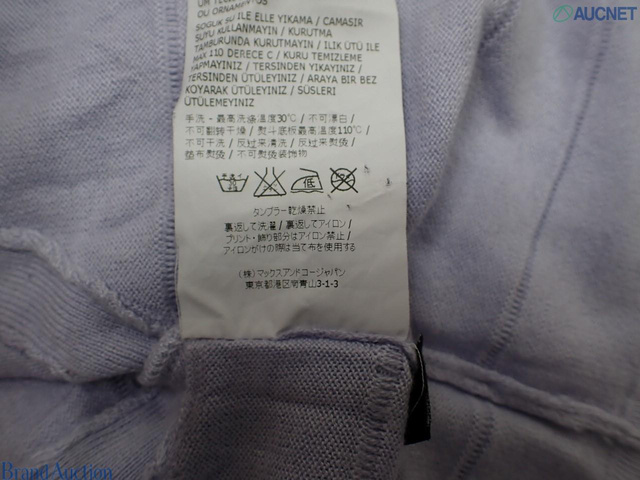 AUCNET
OU ORNAMENTOS
SOĞUK SU İLE ELLE YIKAMA / CAMASIR
SUYU KULLANMAYIN / KURUTMA
TAMBURUNDA KURUTMAYIN / ILIK ÜTÜ İLE
MAX 110 DERECE C / KURU TEMIZLEME
YAPMAYINIZ / TERSINDEN YIKAYINIZ /
TERSINDEN ÜTÜLEYINIZ / ARAYA BIR BEZ
KOYARAK ÜTÜLEYINIZ / SÜSLERI
ÜTÜLEMEYINIZ
手洗 - 最高洗涤温度30℃ / 不可漂白 /
不可翻转干燥 / 熨斗底板最高温度110℃ /
不可干洗 / 反过来清洗 / 反过来熨烫 /
垫布熨烫 / 不可熨烫装饰物
低
タンブラー乾燥禁止
裏返して洗濯 / 裏返してアイロン /
プリント・飾り部分はアイロン禁止 /
アイロンがけの際は当て布を使用する
(株) マックスアンドコージャパン
東京都港区南青山3-1-3
Brand Auction